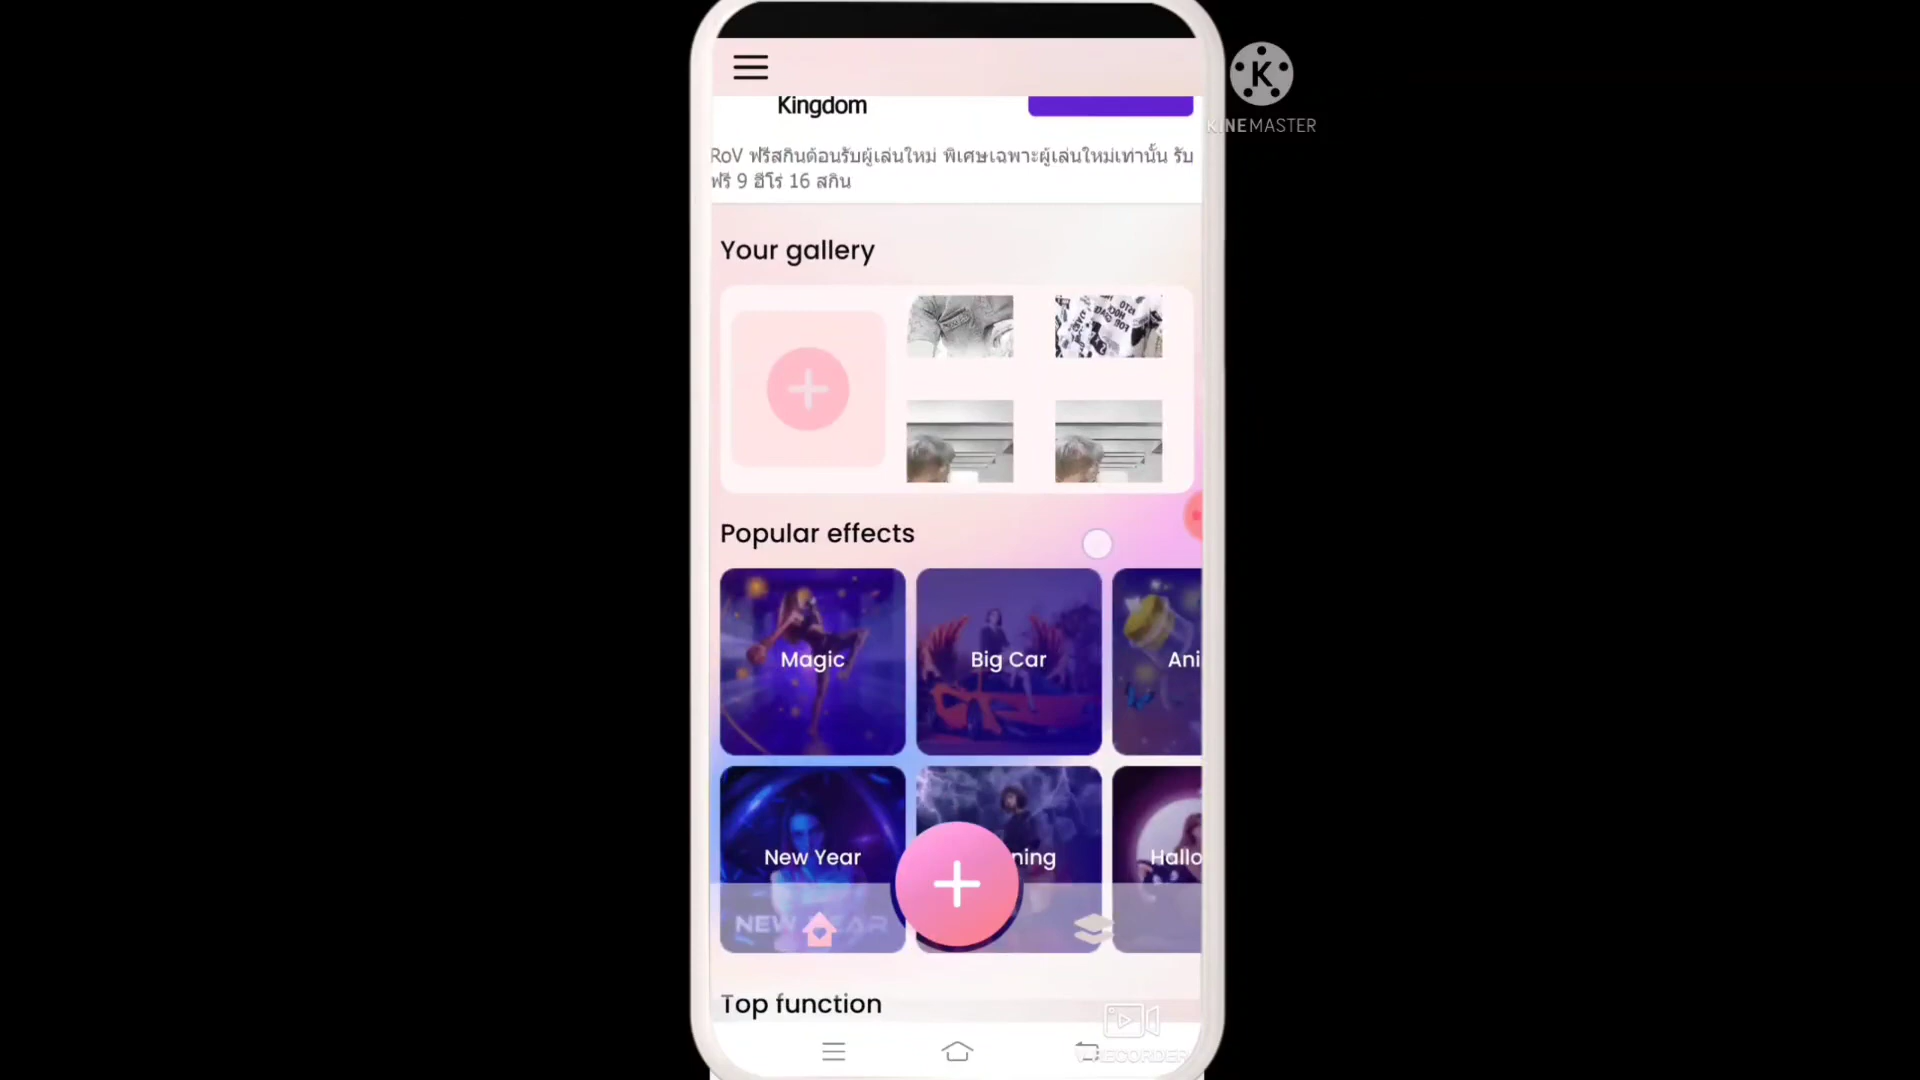 Kingdom
K
KINEMASTER
RoV ฟรีสกินต้อนรับผู้เล่นใหม่ พิเศษเฉพาะผู้เล่นใหม่เท่านั้น รับ
ฟรี 9 ฮีโร่ 16 สกิน
Your gallery
Popular effects
Magic
Big Car
Ani
New Year
ning
Hallo
NEW YEAR
Top function
RECORDER